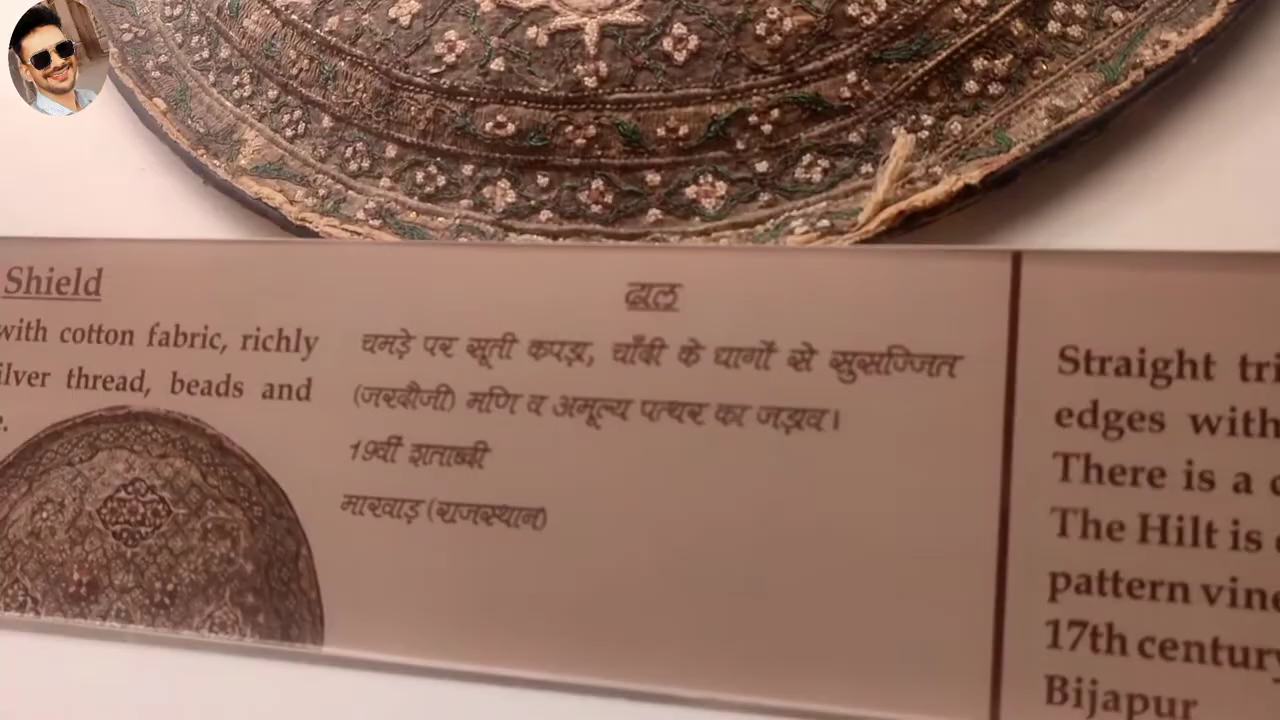 Shield
with cotton fabric, richly
ilver thread, beads and
ढाल
चमड़े पर सूती कपड़ा, चाँदी के धागों से सुसज्जित
(जरदौजी) मणि व अमूल्य पत्थर का जड़ाव।
19वीं शताब्दी
मारवाड़ (राजस्थान)
Straight tri
edges with
There is a
The Hilt is
pattern vine
17th century
Bijapur